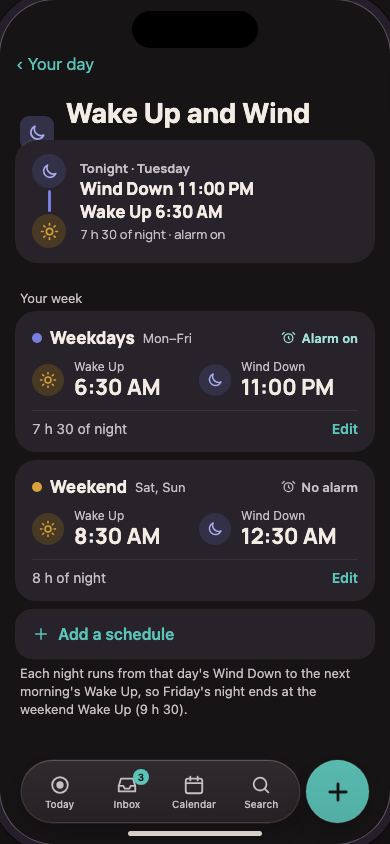 ‹ Your day
Wake Up and Wind
Tonight · Tuesday
Wind Down 11:00 PM
Wake Up 6:30 AM
7 h 30 of night · alarm on
Your week
Weekdays Mon–Fri Alarm on
Wake Up Wind Down
6:30 AM 11:00 PM
7 h 30 of night Edit
Weekend Sat, Sun No alarm
Wake Up Wind Down
8:30 AM 12:30 AM
8 h of night Edit
+ Add a schedule
Each night runs from that day's Wind Down to the next
morning's Wake Up, so Friday's night ends at the
weekend Wake Up (9 h 30).
3
Today Inbox Calendar Search